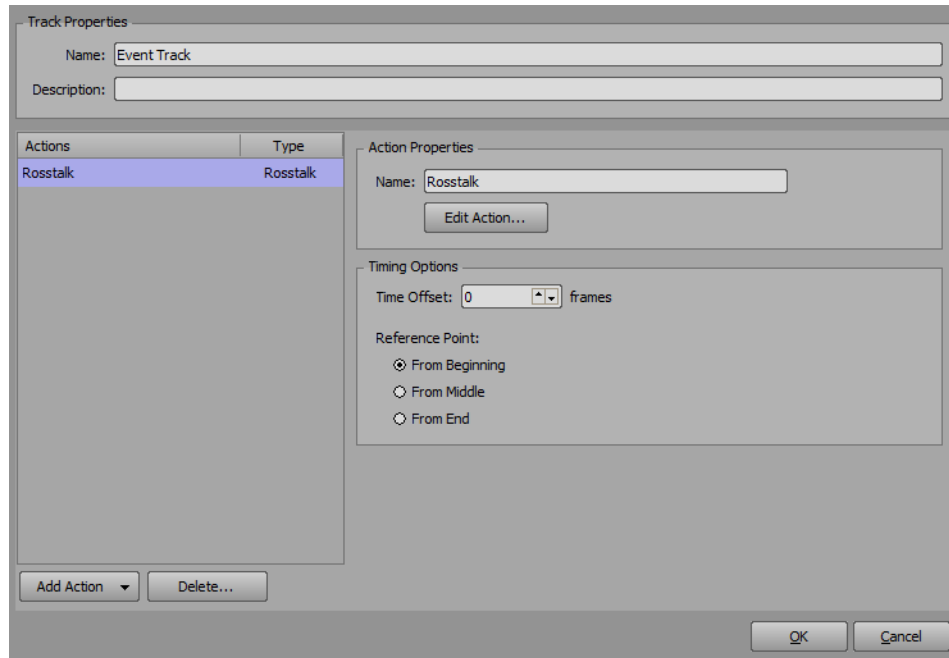 Track Properties
Name: Event Track
Description:
Actions Type
Rosstalk Rosstalk
Add Action Delete...
Action Properties
Name: Rosstalk
Edit Action...
Timing Options
Time Offset: 0 frames
Reference Point:
From Beginning
From Middle
From End
OK Cancel